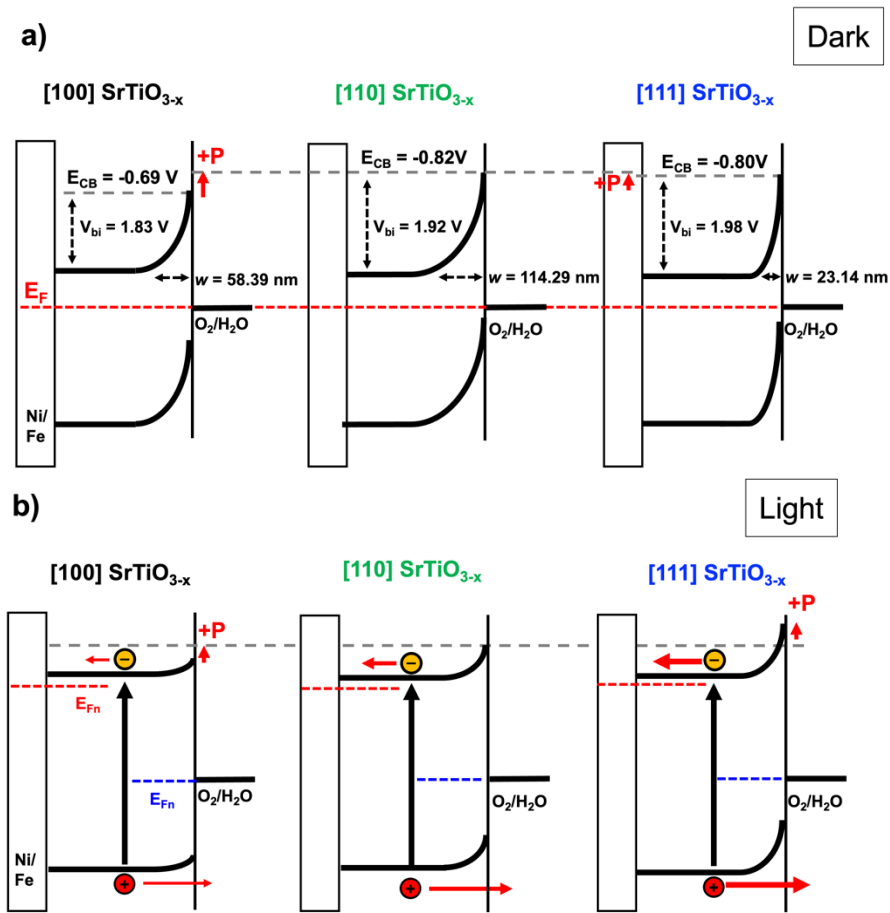 a)
Dark
[100] SrTiO3-x
[110] SrTiO3-x
[111] SrTiO3-x
+P
ECB = -0.69 V
ECB = -0.82V
+P
ECB = -0.80V
Vbi = 1.83 V
Vbi = 1.92 V
Vbi = 1.98 V
w = 58.39 nm
w = 114.29 nm
w = 23.14 nm
EF
O2/H2O
O2/H2O
O2/H2O
Ni/
Fe
b)
Light
[100] SrTiO3-x
[110] SrTiO3-x
[111] SrTiO3-x
+P
+P
−
−
−
EFn
EFn
O2/H2O
O2/H2O
O2/H2O
Ni/
Fe
+
+
+